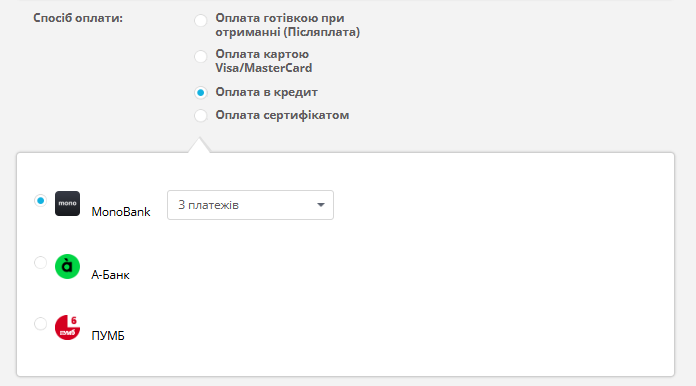 Спосіб оплати:
Оплата готівкою при
отриманні (Післяплата)
Оплата картою
Visa/MasterCard
Оплата в кредит
Оплата сертифікатом
mono
MonoBank
3 платежів
à
А-Банк
6
ПУМБ
ПУМБ